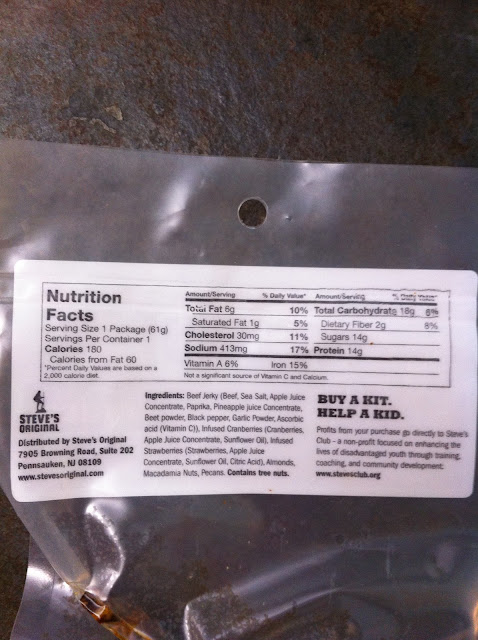 Nutrition
Facts
Serving Size 1 Package (61g)
Servings Per Container 1
Calories 180
Calories from Fat 60
*Percent Daily Values are based on a
2,000 calorie diet.
Amount/Serving % Daily Value*
Total Fat 6g 10%
Saturated Fat 1g 5%
Cholesterol 30mg 11%
Sodium 413mg 17%
Amount/Serving % Daily Value*
Total Carbohydrate 18g 6%
Dietary Fiber 2g 8%
Sugars 14g
Protein 14g
Vitamin A 6% Iron 15%
Not a significant source of Vitamin C and Calcium.
STEVE'S
ORIGINAL
Distributed by Steve's Original
7905 Browning Road, Suite 202
Pennsauken, NJ 08109
www.stevesoriginal.com
Ingredients: Beef Jerky (Beef, Sea Salt, Apple Juice
Concentrate, Paprika, Pineapple juice Concentrate,
Beef powder, Black pepper, Garlic Powder, Ascorbic
acid (Vitamin C)), Infused Cranberries (Cranberries,
Apple Juice Concentrate, Sunflower Oil), Infused
Strawberries (Strawberries, Apple Juice
Concentrate, Sunflower Oil, Citric Acid), Almonds,
Macadamia Nuts, Pecans. Contains tree nuts.
BUY A KIT.
HELP A KID.
Profits from your purchase go directly to Steve's
Club – a non-profit focused on enhancing the
lives of disadvantaged youth through training,
coaching, and community development.
www.stevesclub.org